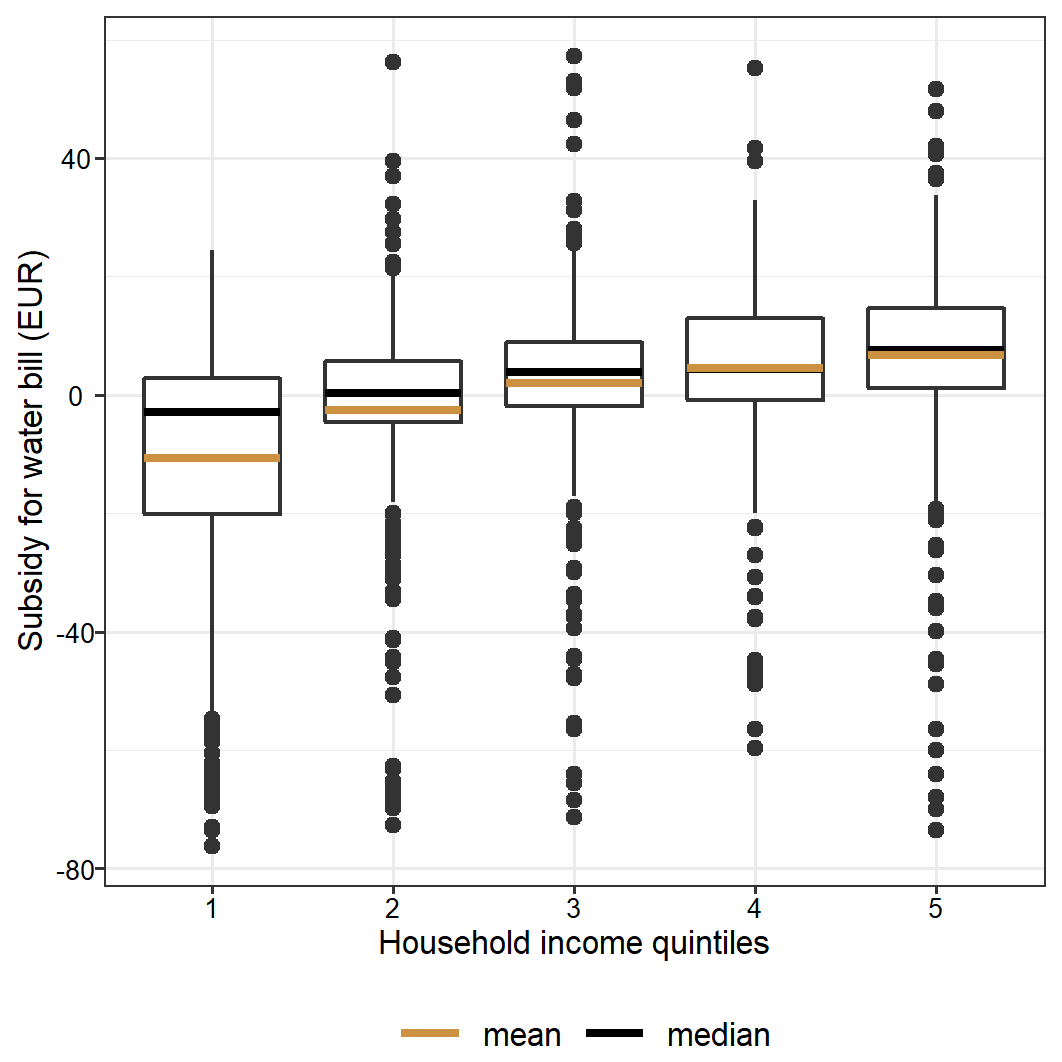 Subsidy for water bill (EUR)
40
0
-40
-80
1 2 3 4 5
Household income quintiles
mean median